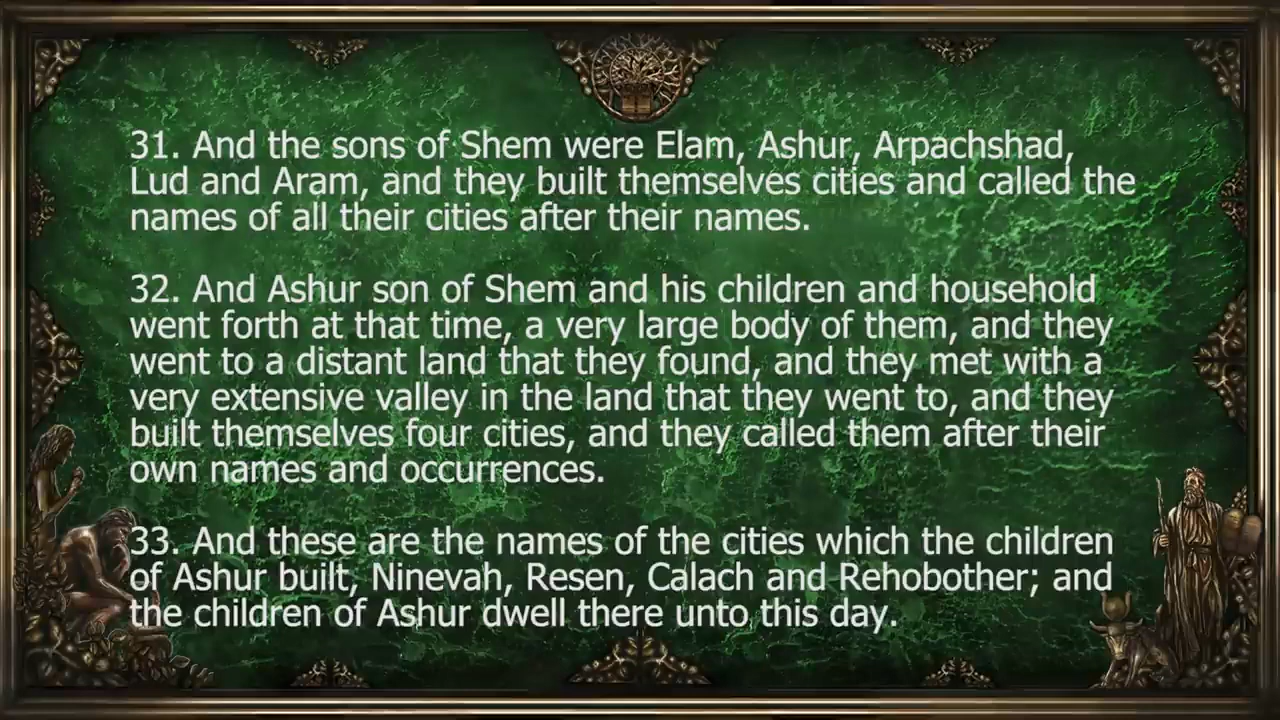 31. And the sons of Shem were Elam, Ashur, Arpachshad,
Lud and Aram, and they built themselves cities and called the
names of all their cities after their names.
32. And Ashur son of Shem and his children and household
went forth at that time, a very large body of them, and they
went to a distant land that they found, and they met with a
very extensive valley in the land that they went to, and they
built themselves four cities, and they called them after their
own names and occurrences.
33. And these are the names of the cities which the children
of Ashur built, Ninevah, Resen, Calach and Rehobother; and
the children of Ashur dwell there unto this day.